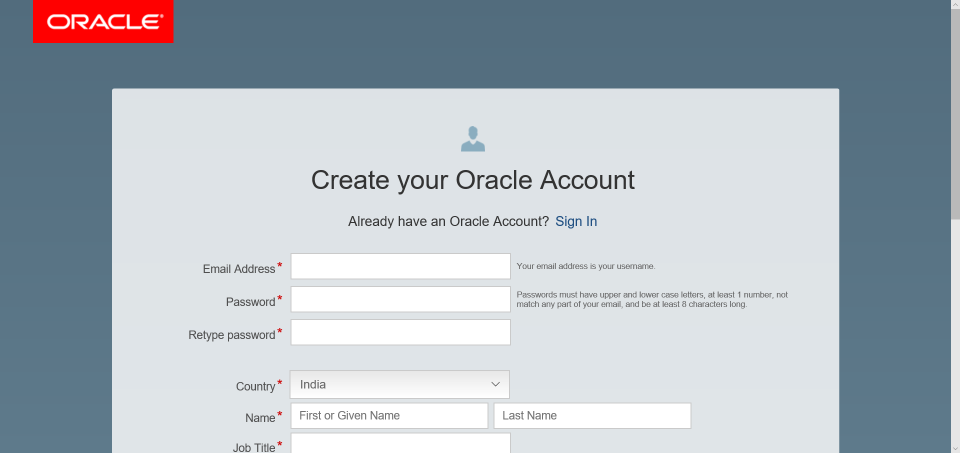 ORACLE®
Create your Oracle Account
Already have an Oracle Account? Sign In
Email Address* Your email address is your username.
Password* Passwords must have upper and lower case letters, at least 1 number, not
match any part of your email, and be at least 8 characters long.
Retype password*
Country* India
Name* First or Given Name Last Name
Job Title*